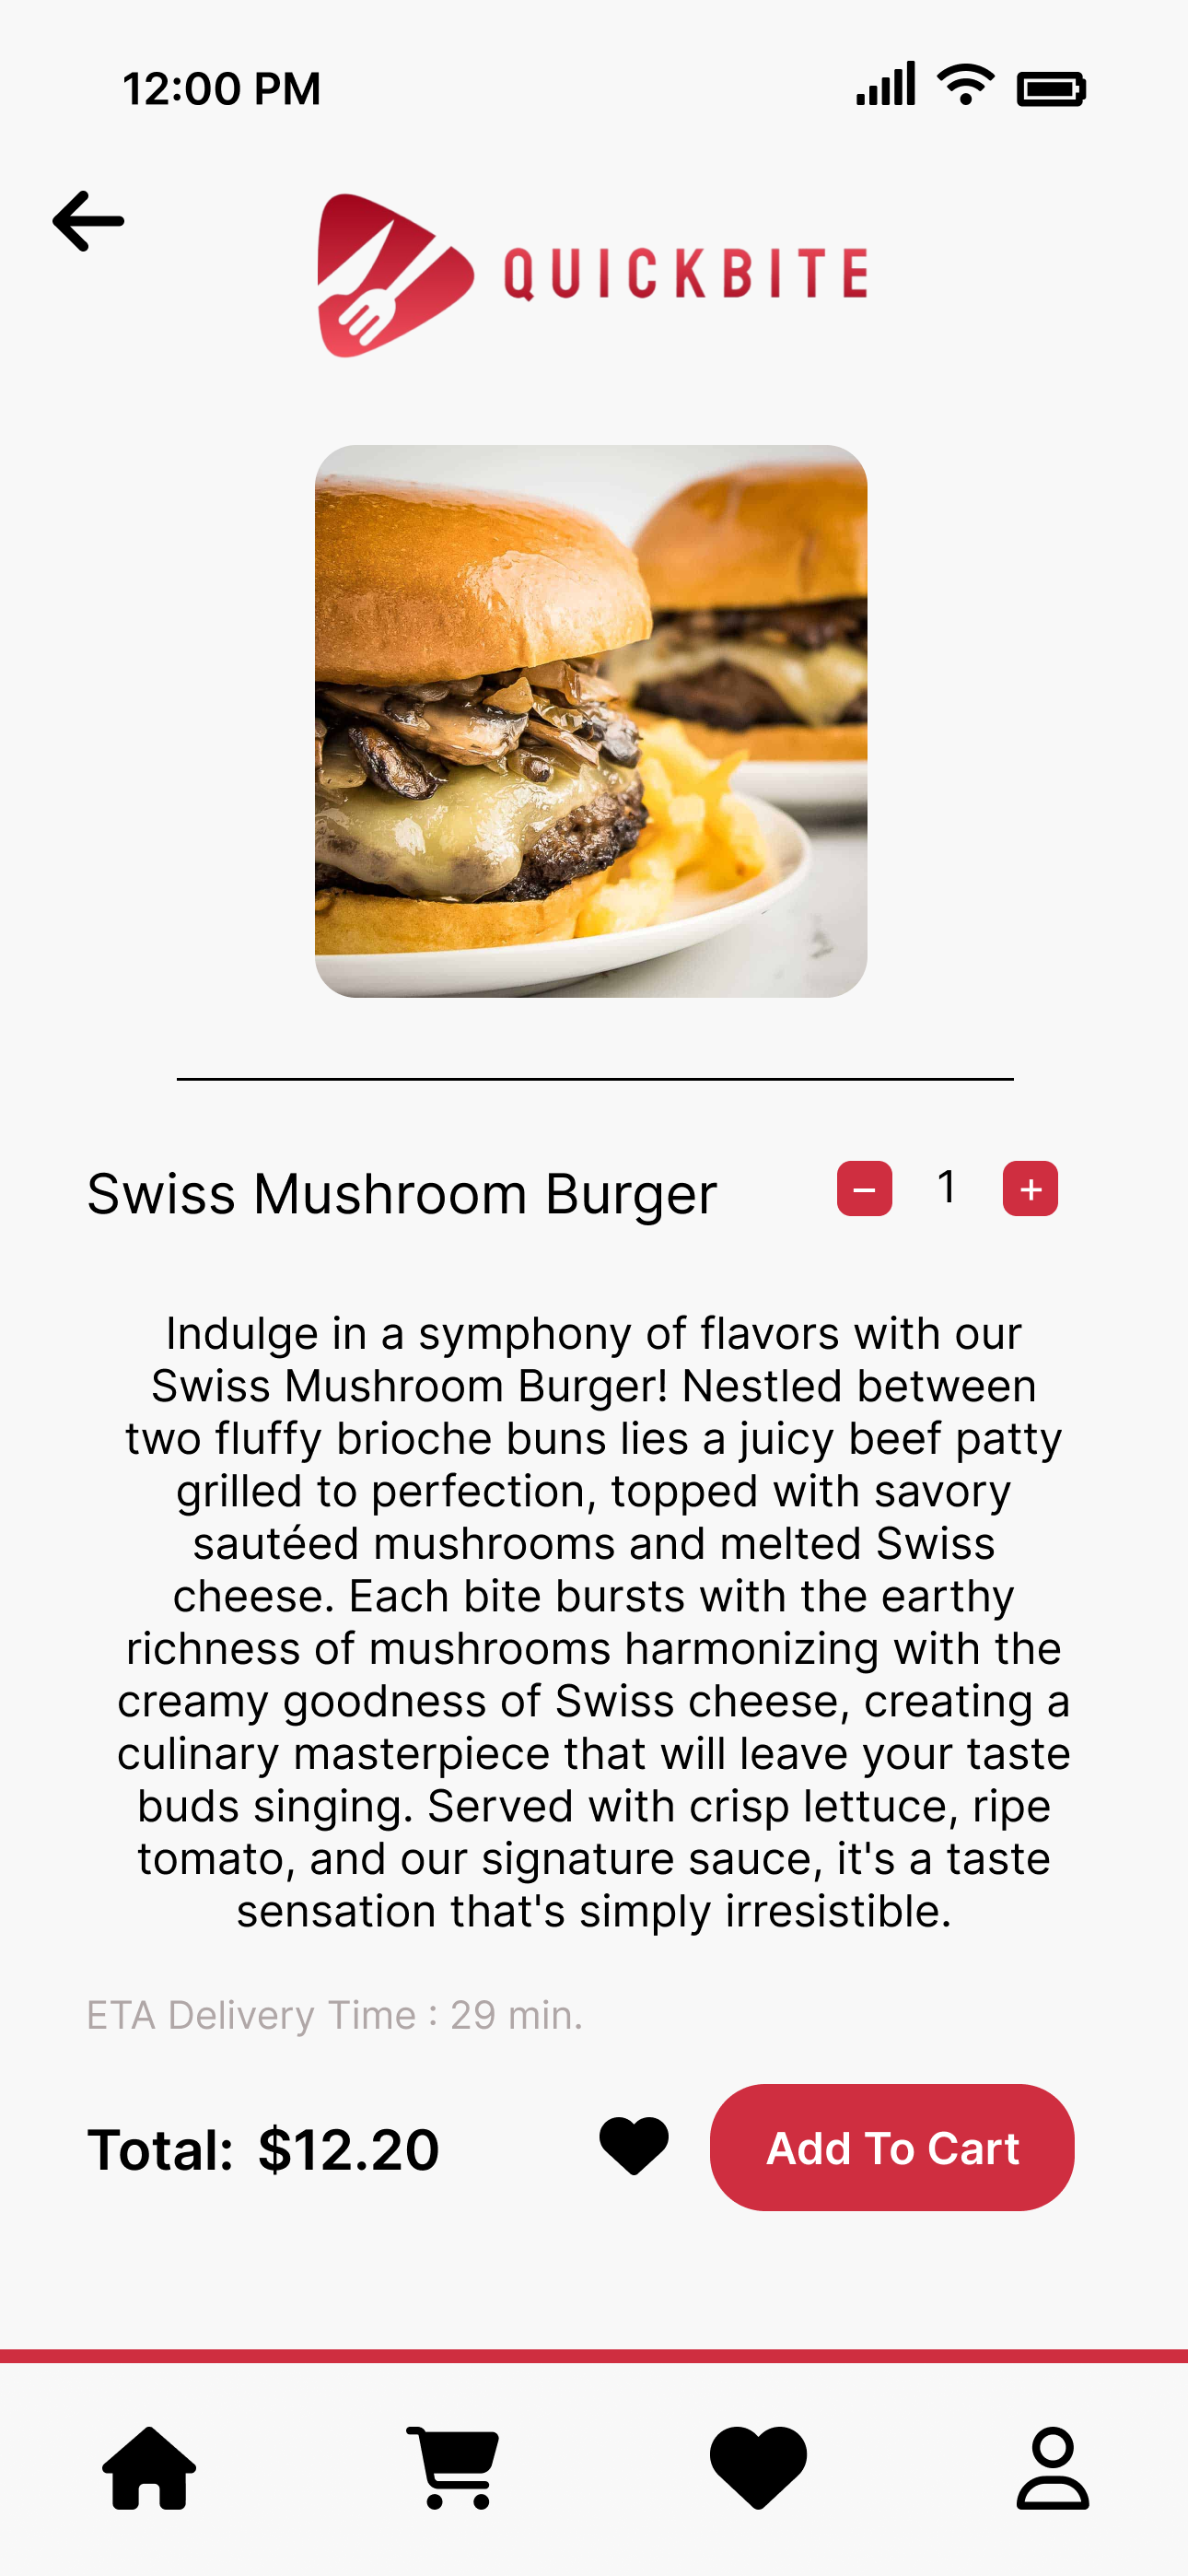 12:00 PM
QUICKBITE
Swiss Mushroom Burger
– 1 +
Indulge in a symphony of flavors with our
Swiss Mushroom Burger! Nestled between
two fluffy brioche buns lies a juicy beef patty
grilled to perfection, topped with savory
sautéed mushrooms and melted Swiss
cheese. Each bite bursts with the earthy
richness of mushrooms harmonizing with the
creamy goodness of Swiss cheese, creating a
culinary masterpiece that will leave your taste
buds singing. Served with crisp lettuce, ripe
tomato, and our signature sauce, it's a taste
sensation that's simply irresistible.
ETA Delivery Time : 29 min.
Total: $12.20
Add To Cart